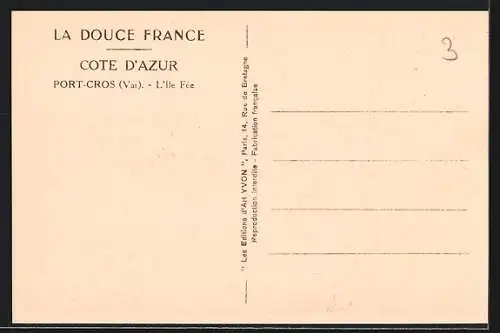 LA DOUCE FRANCE
COTE D'AZUR
PORT-CROS (Var). - L'Ile Fée
" Les Editions d'Art YVON ", Paris, 14, Rue de Bretagne
Reproduction Interdite - Fabrication française
3